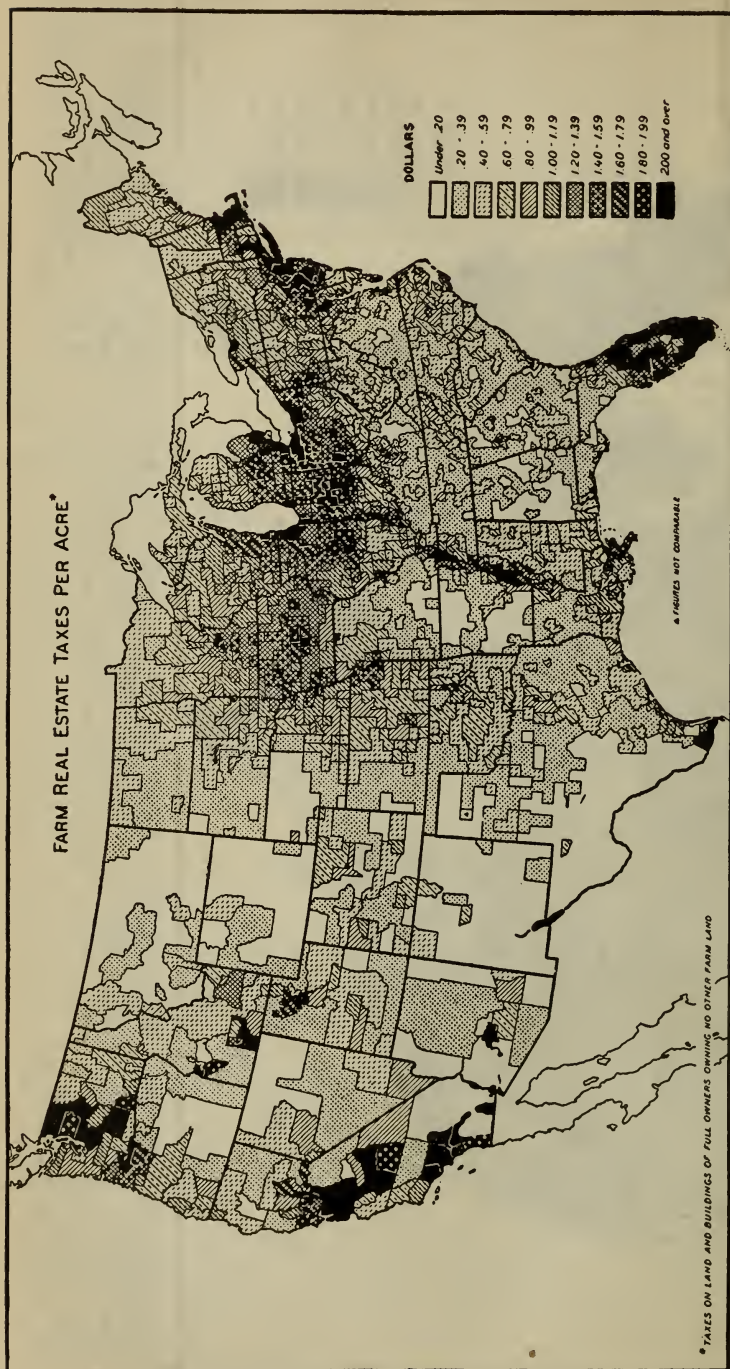 FARM REAL ESTATE TAXES PER ACRE*
DOLLARS
Under .20
.20 - .39
.40 - .59
.60 - .79
.80 - .99
1.00 - 1.19
1.20 - 1.39
1.40 - 1.59
1.60 - 1.79
1.80 - 1.99
2.00 and over
FIGURES NOT COMPARABLE
*TAXES ON LAND AND BUILDINGS OF FULL OWNERS OWNING NO OTHER FARM LAND